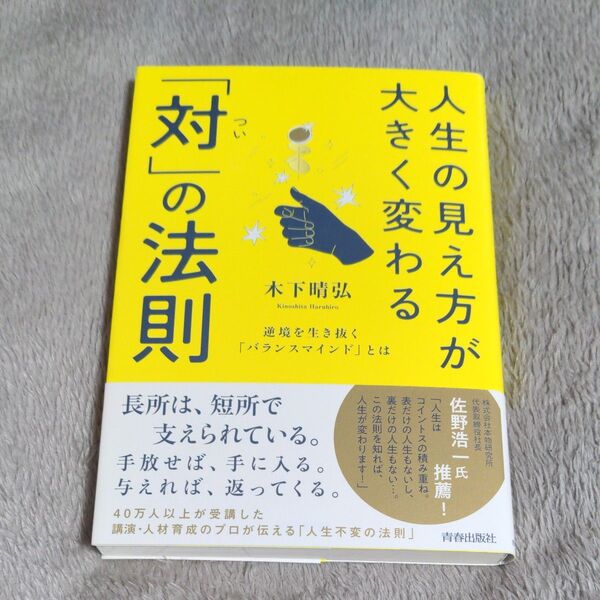 人生の見え方が
大きく変わる
「対」の法則
つい
木下晴弘
Kinoshita Haruhiro
逆境を生き抜く
「バランスマインド」とは
長所は、短所で
支えられている。
手放せば、手に入る。
与えれば、返ってくる。
40万人以上が受講した
講演・人材育成のプロが伝える「人生不変の法則」
株式会社本物研究所
代表取締役社長
佐野浩一氏 推薦！
「人生は
コイントスの積み重ね。
表だけの人生もないし、
裏だけの人生もない…。
この法則を知れば、
人生が変わります！」
青春出版社